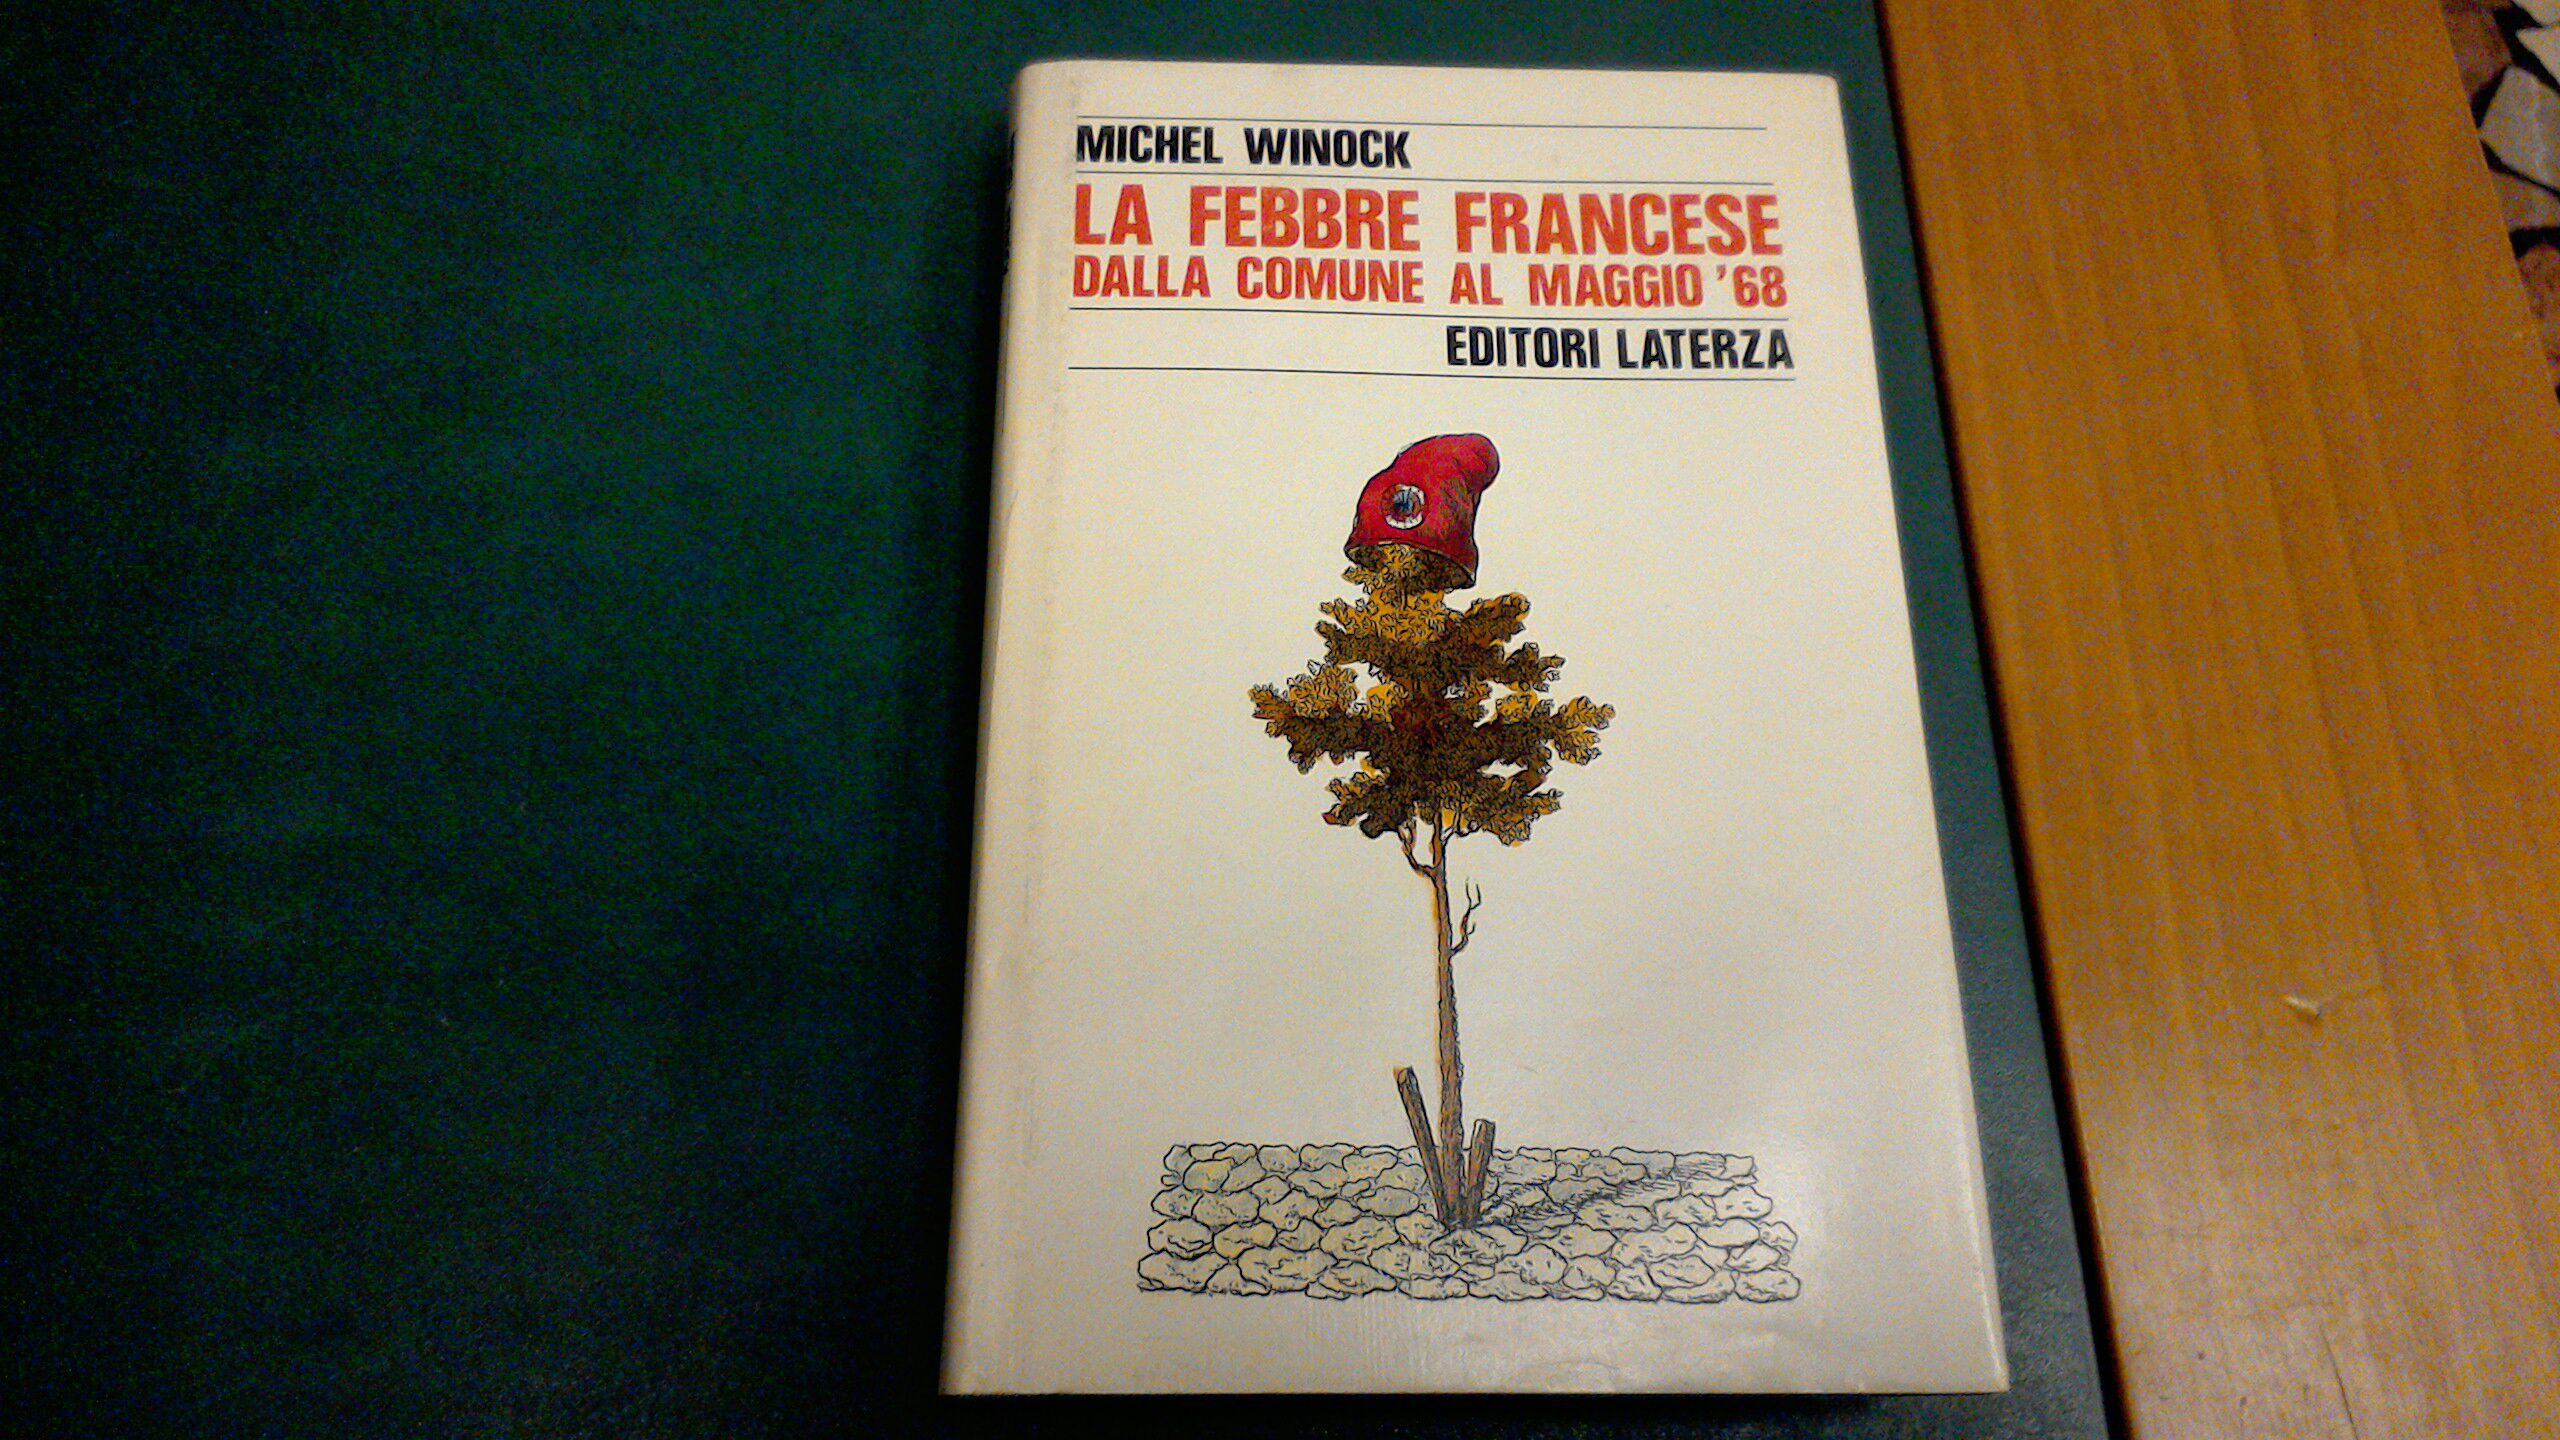 MICHEL WINOCK
LA FEBBRE FRANCESE
DALLA COMUNE AL MAGGIO '68
EDITORI LATERZA